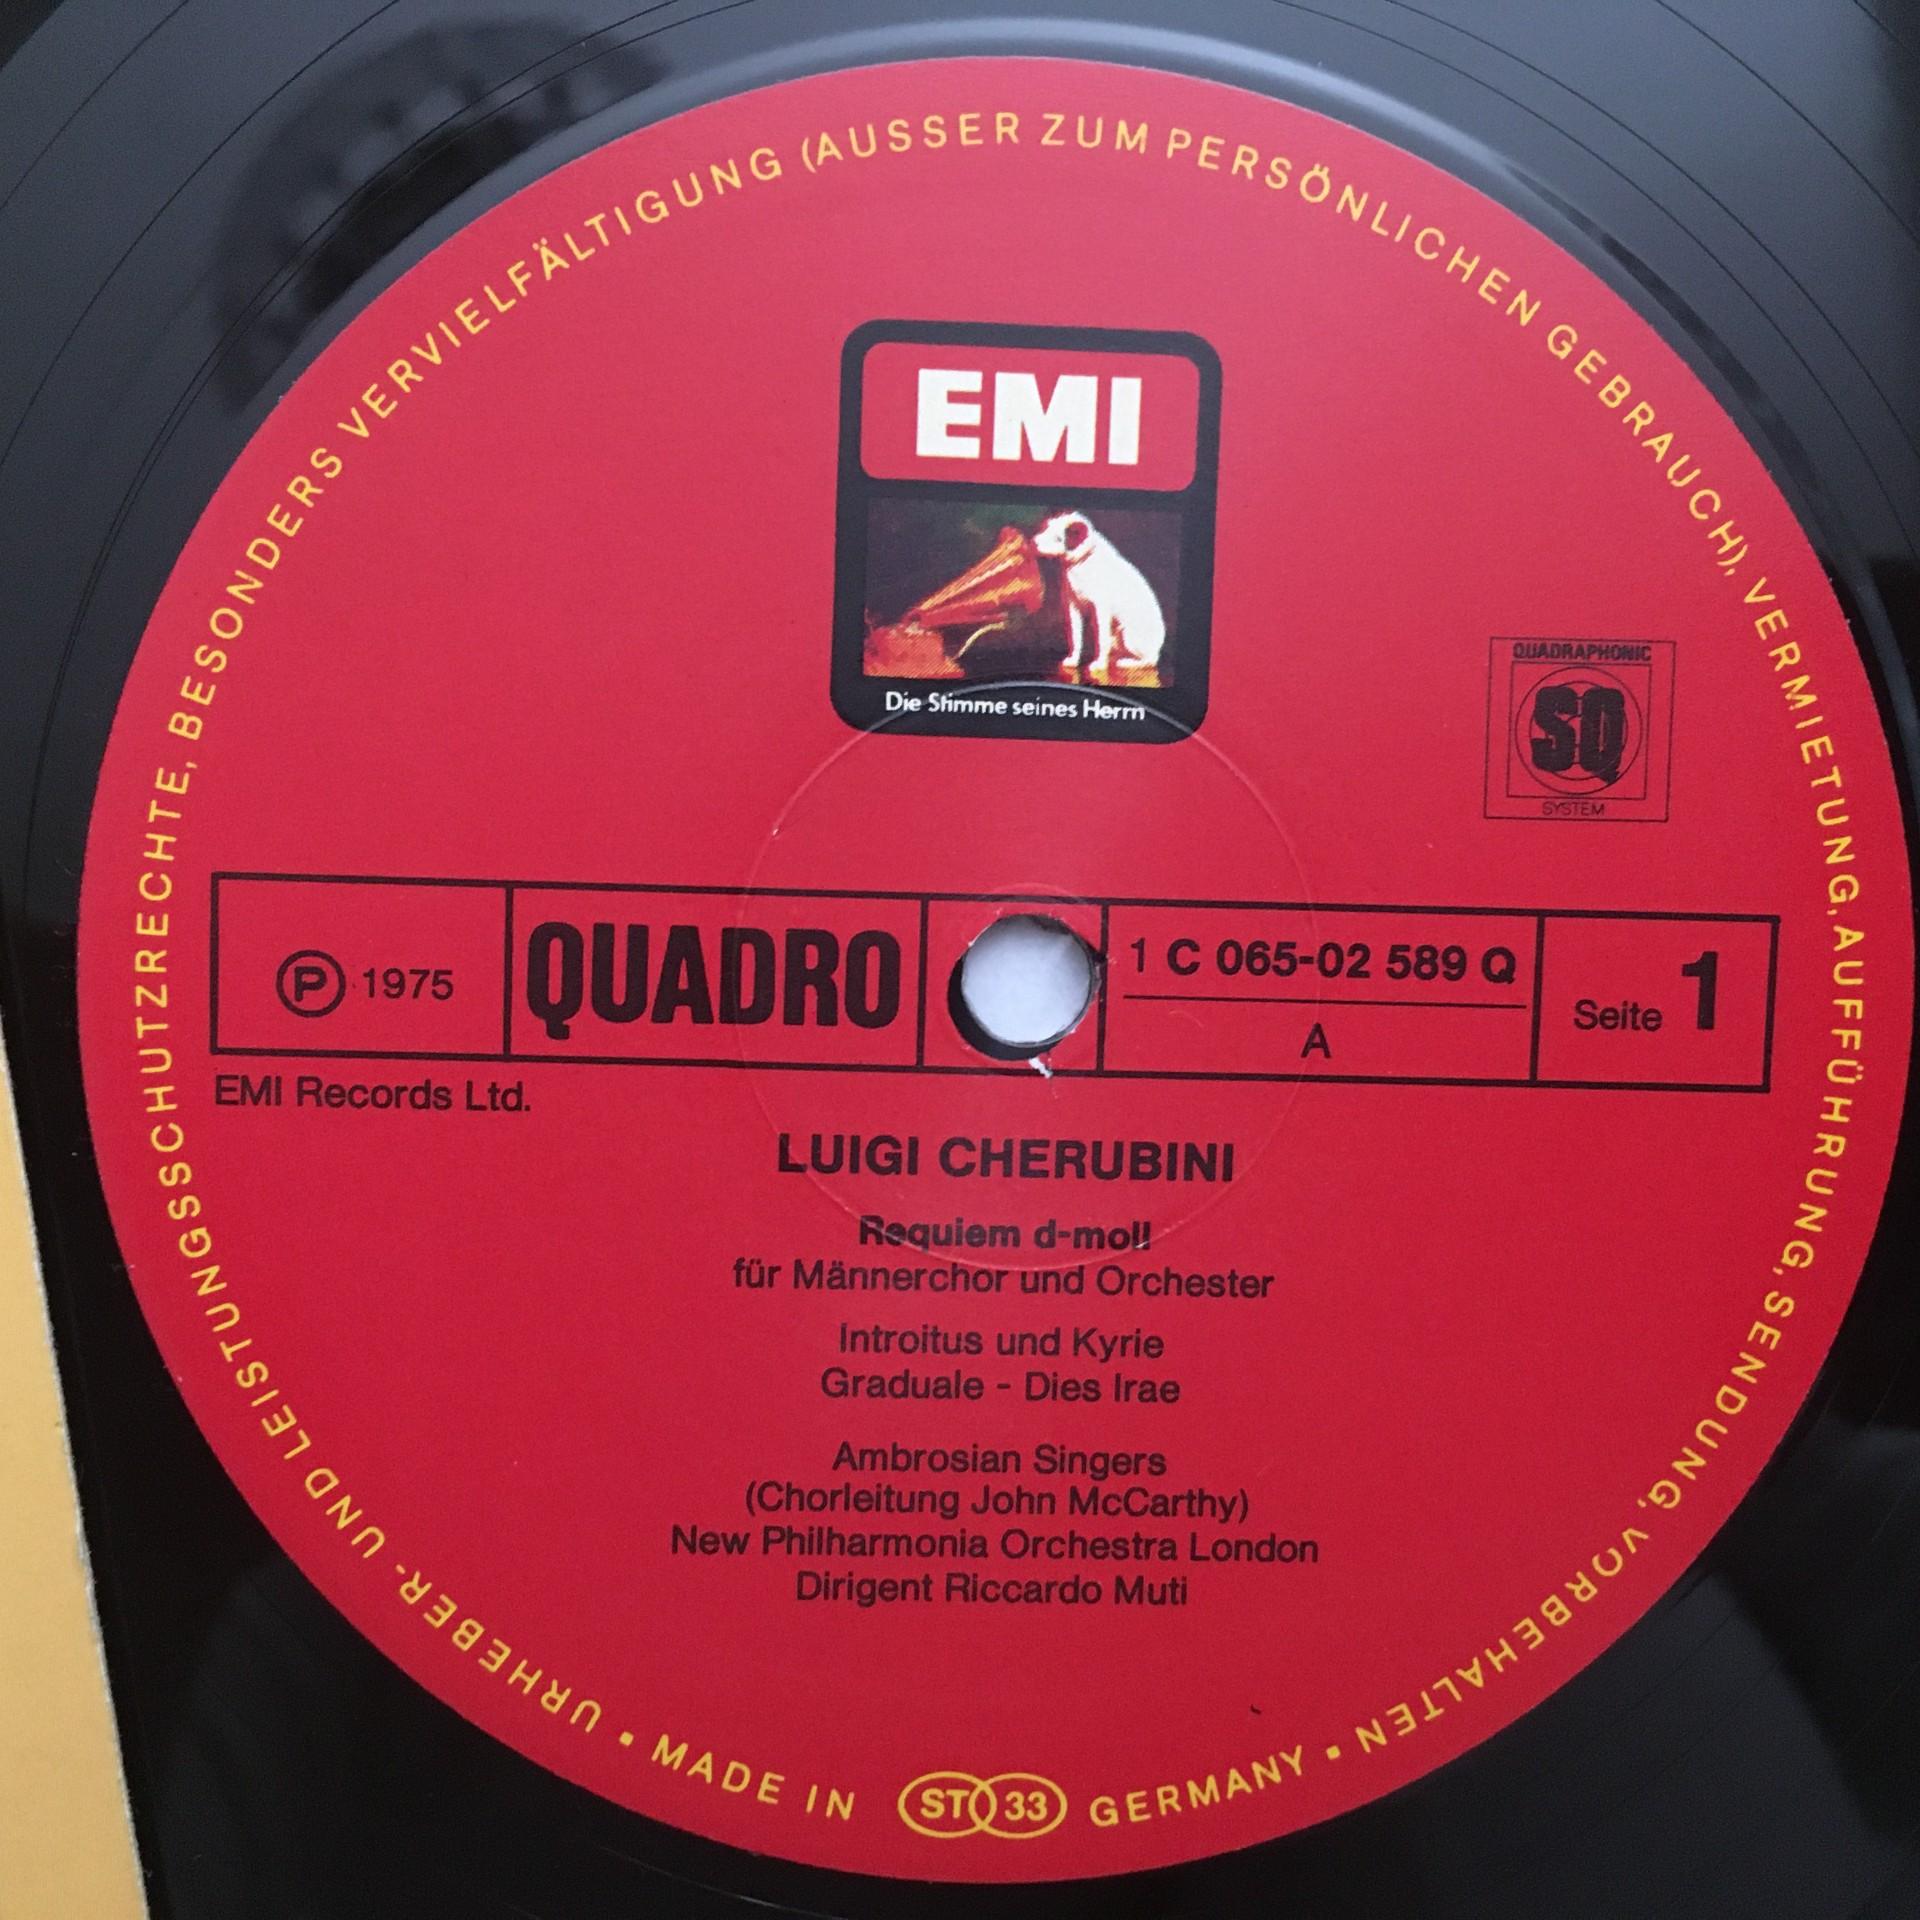 URHEBER- UND LEISTUNGSSCHUTZRECHTE, BESONDERS VERVIELFÄLTIGUNG (AUSSER ZUM PERSÖNLICHEN GEBRAUCH), VERMIETUNG, AUFFÜHRUNG, SENDUNG, VORBEHALTEN •
EMI
Die Stimme seines Herrn
QUADRAPHONIC
SQ
SYSTEM
Ⓟ 1975
QUADRO
1 C 065-02 589 Q
A
Seite 1
EMI Records Ltd.
LUIGI CHERUBINI
Requiem d-moll
für Männerchor und Orchester
Introitus und Kyrie
Graduale - Dies Irae
Ambrosian Singers
(Chorleitung John McCarthy)
New Philharmonia Orchestra London
Dirigent Riccardo Muti
• MADE IN ST 33 GERMANY